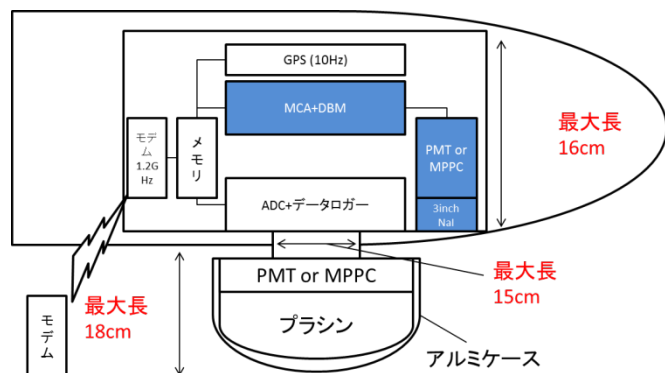 GPS (10Hz)
MCA+DBM
最大長
16cm
モデム
1.2G
Hz
メモリ
PMT or
MPPC
ADC+データロガー
3inch
NaI
PMT or MPPC
最大長
15cm
最大長
18cm
プラシン
モデム
アルミケース